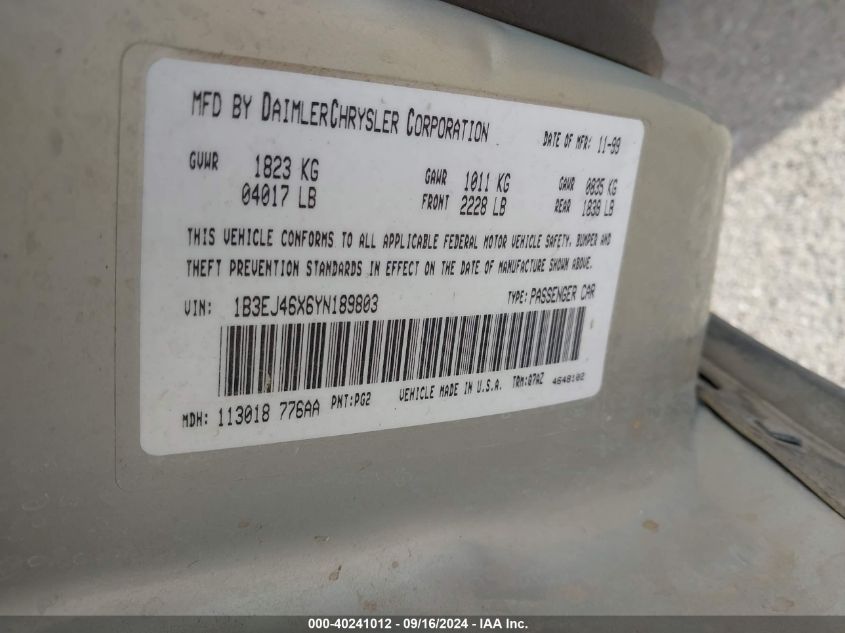 MFD BY DAIMLERCHRYSLER CORPORATION DATE OF MFR: 11-99
GVWR 1823 KG GAWR 1011 KG GAWR 0835 KG
04017 LB FRONT 2228 LB REAR 1839 LB
THIS VEHICLE CONFORMS TO ALL APPLICABLE FEDERAL MOTOR VEHICLE SAFETY, BUMPER AND
THEFT PREVENTION STANDARDS IN EFFECT ON THE DATE OF MANUFACTURE SHOWN ABOVE.
VIN: 1B3EJ46X6YN189803 TYPE: PASSENGER CAR
MDH: 113018 776AA PNT:PG2 VEHICLE MADE IN U.S.A. TRM:Q7AZ 4648102
000-40241012 - 09/16/2024 - IAA Inc.